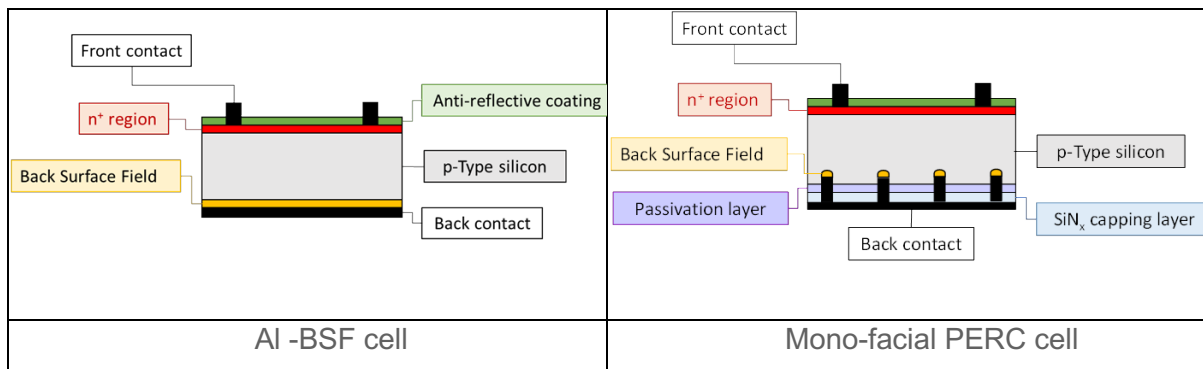 Front contact
Anti-reflective coating
n⁺ region
Back Surface Field
p-Type silicon
Back contact
Al -BSF cell
Front contact
n⁺ region
Back Surface Field
p-Type silicon
Passivation layer
SiNₓ capping layer
Back contact
Mono-facial PERC cell